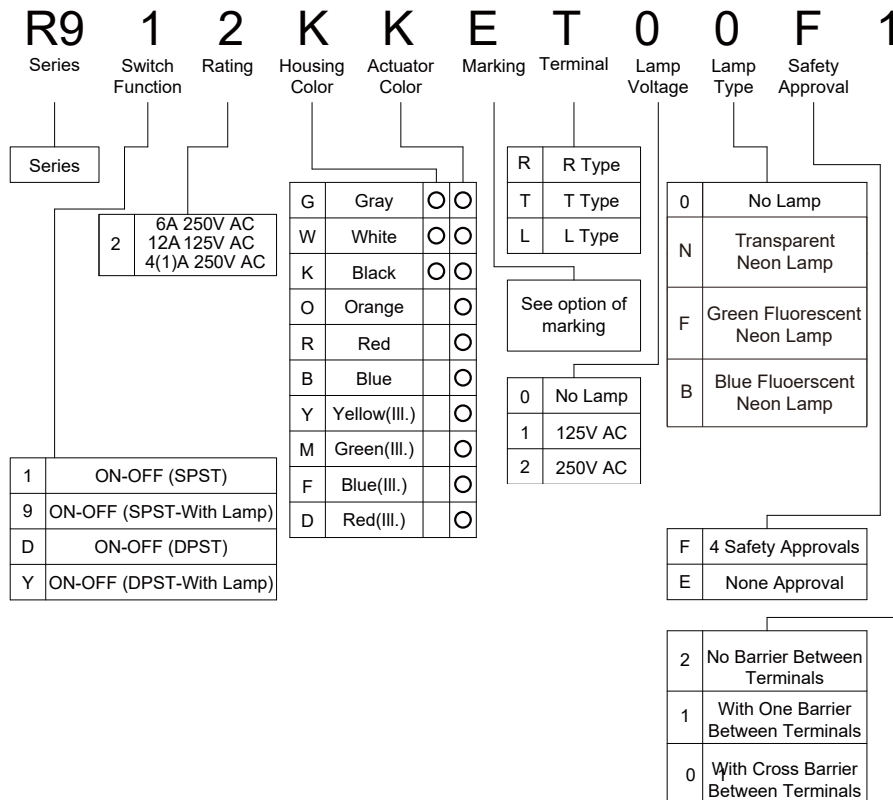 R9 1 2 K K E T 0 0 F 1
Series
Switch
Function
Rating
Housing
Color
Actuator
Color
Marking
Terminal
Lamp
Voltage
Lamp
Type
Safety
Approval
Series
2
6A 250V AC
12A 125V AC
4(1)A 250V AC
1 ON-OFF (SPST)
9 ON-OFF (SPST-With Lamp)
D ON-OFF (DPST)
Y ON-OFF (DPST-With Lamp)
G Gray
W White
K Black
O Orange
R Red
B Blue
Y Yellow(Ill.)
M Green(Ill.)
F Blue(Ill.)
D Red(Ill.)
R R Type
T T Type
L L Type
See option of
marking
0 No Lamp
1 125V AC
2 250V AC
0 No Lamp
N Transparent
Neon Lamp
F Green Fluorescent
Neon Lamp
B Blue Fluoerscent
Neon Lamp
F 4 Safety Approvals
E None Approval
2 No Barrier Between
Terminals
1 With One Barrier
Between Terminals
0 With Cross Barrier
Between Terminals
1